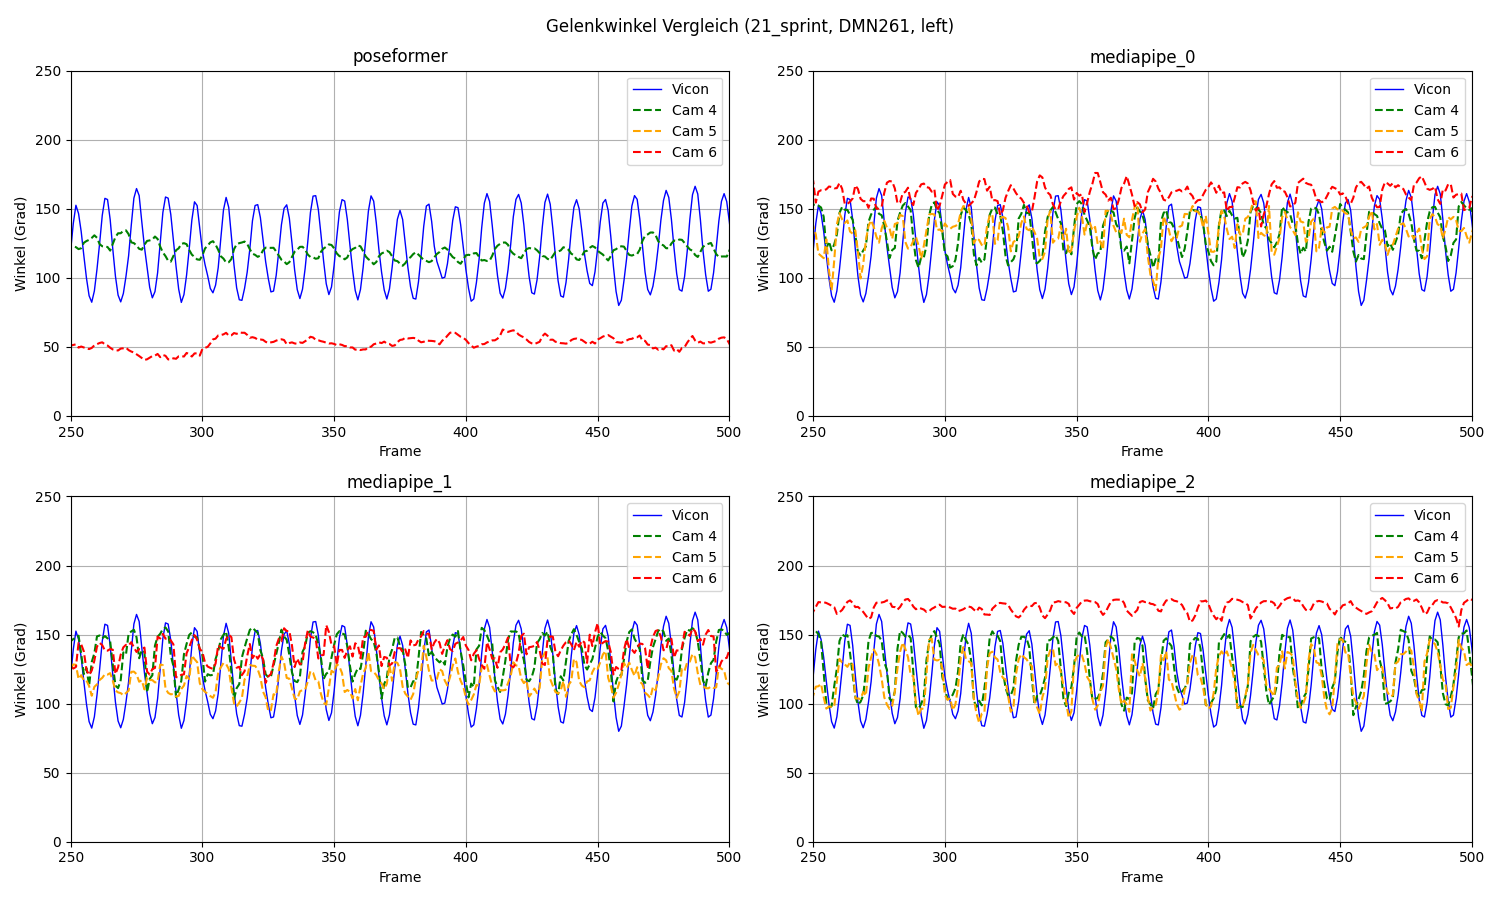 Gelenkwinkel Vergleich (21_sprint, DMN261, left)
poseformer
250
200
150
100
50
0
Winkel (Grad)
250 300 350 400 450 500
Frame
Vicon
Cam 4
Cam 5
Cam 6
mediapipe_0
250
200
150
100
50
0
Winkel (Grad)
250 300 350 400 450 500
Frame
Vicon
Cam 4
Cam 5
Cam 6
mediapipe_1
250
200
150
100
50
0
Winkel (Grad)
250 300 350 400 450 500
Frame
Vicon
Cam 4
Cam 5
Cam 6
mediapipe_2
250
200
150
100
50
0
Winkel (Grad)
250 300 350 400 450 500
Frame
Vicon
Cam 4
Cam 5
Cam 6